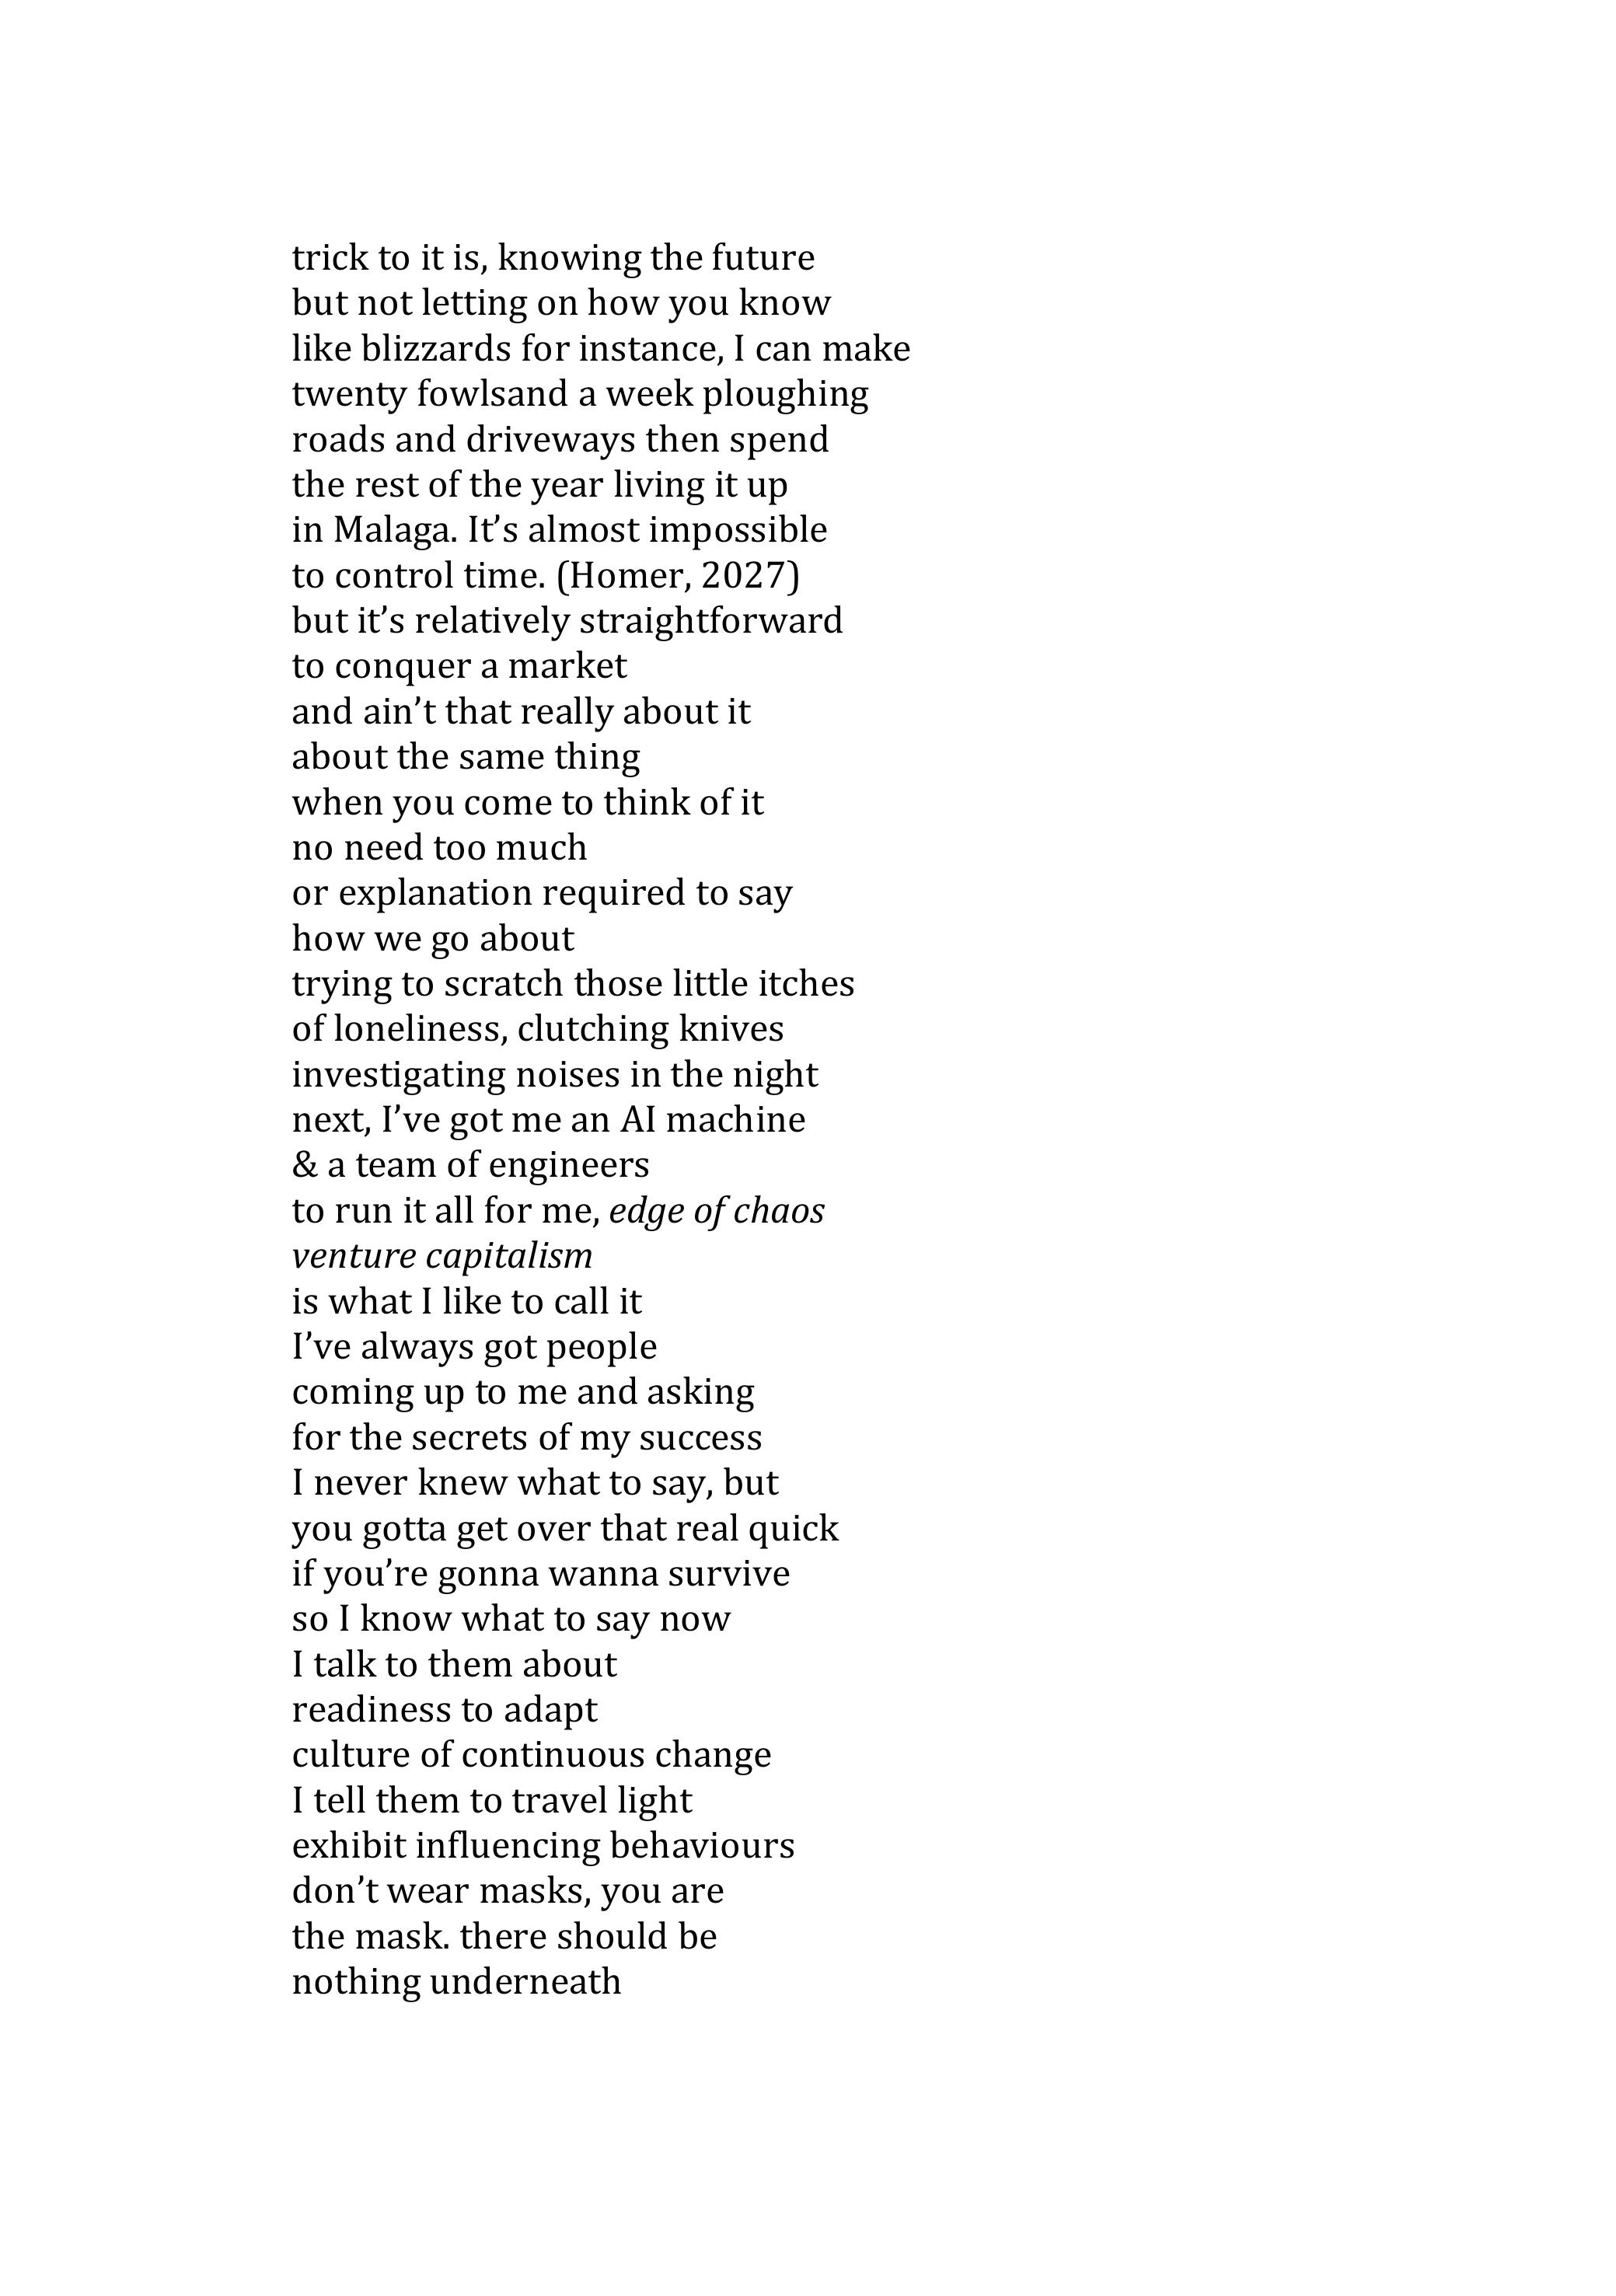 trick to it is, knowing the future
but not letting on how you know
like blizzards for instance, I can make
twenty fowlsand a week ploughing
roads and driveways then spend
the rest of the year living it up
in Malaga. It’s almost impossible
to control time. (Homer, 2027)
but it’s relatively straightforward
to conquer a market
and ain’t that really about it
about the same thing
when you come to think of it
no need too much
or explanation required to say
how we go about
trying to scratch those little itches
of loneliness, clutching knives
investigating noises in the night
next, I’ve got me an AI machine
& a team of engineers
to run it all for me, edge of chaos
venture capitalism
is what I like to call it
I’ve always got people
coming up to me and asking
for the secrets of my success
I never knew what to say, but
you gotta get over that real quick
if you’re gonna wanna survive
so I know what to say now
I talk to them about
readiness to adapt
culture of continuous change
I tell them to travel light
exhibit influencing behaviours
don’t wear masks, you are
the mask. there should be
nothing underneath